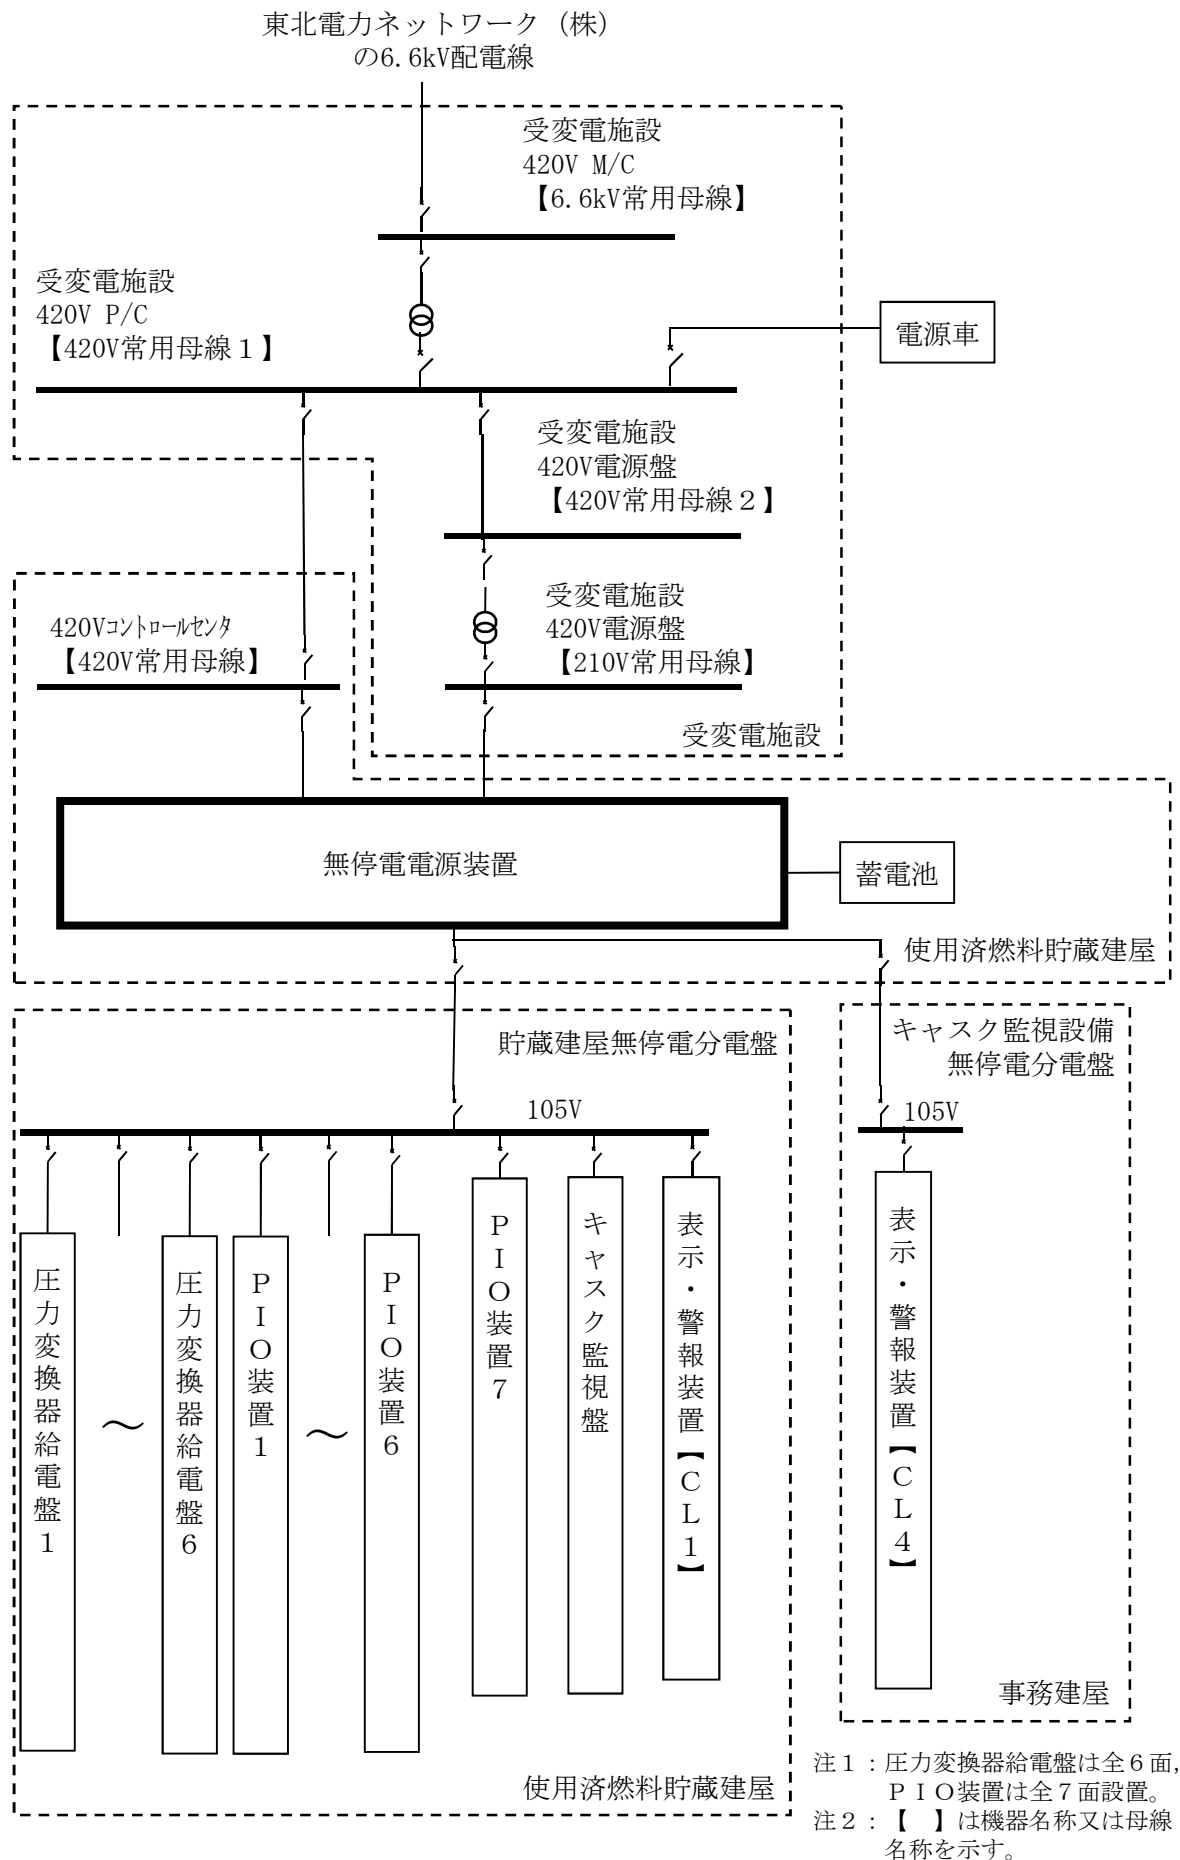 東北電力ネットワーク（株）
の6.6kV配電線
受変電施設
420V M/C
【6.6kV常用母線】
受変電施設
420V P/C
【420V常用母線１】
電源車
受変電施設
420V電源盤
【420V常用母線２】
受変電施設
420V電源盤
【210V常用母線】
420Vｺﾝﾄﾛｰﾙｾﾝﾀ
【420V常用母線】
受変電施設
無停電電源装置
蓄電池
使用済燃料貯蔵建屋
貯蔵建屋無停電分電盤
105V
キャスク監視設備
無停電分電盤
105V
圧力変換器給電盤１
～
圧力変換器給電盤６
ＰＩＯ装置１
～
ＰＩＯ装置６
ＰＩＯ装置７
キャスク監視盤
表示・警報装置【ＣＬ１】
表示・警報装置【ＣＬ４】
事務建屋
使用済燃料貯蔵建屋
注１：圧力変換器給電盤は全６面,
ＰＩＯ装置は全７面設置。
注２：【　】は機器名称又は母線
名称を示す。